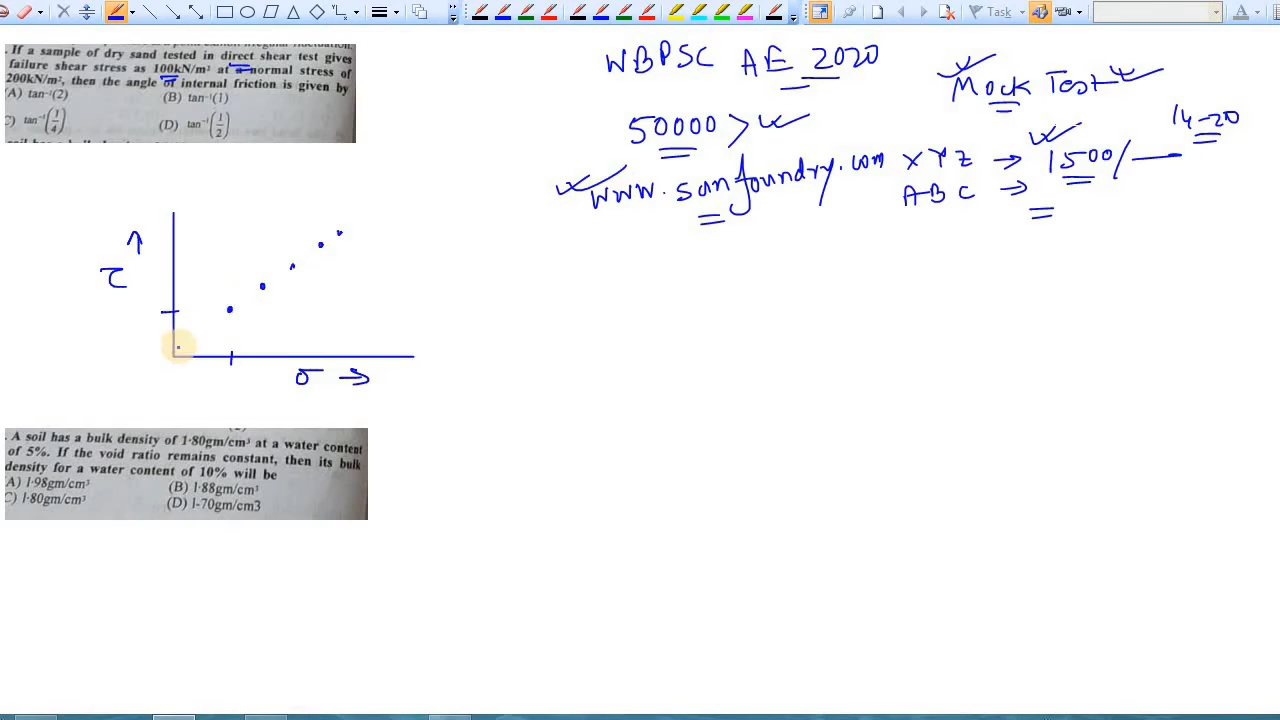 . If a sample of dry sand tested in direct shear test gives
failure shear stress as 100kN/m² at a normal stress of
200kN/m², then the angle of internal friction is given by
(A) tan⁻¹(2) (B) tan⁻¹(1)
C) tan⁻¹(1/4) (D) tan⁻¹(1/2)
WBPSC AE 2020
Mock Test
50000 >
14-20
www.sanfoundry.com XYZ → 1500/—
ABC →
τ ↑
σ →
. A soil has a bulk density of 1·80gm/cm³ at a water content
of 5%. If the void ratio remains constant, then its bulk
density for a water content of 10% will be
A) 1·98gm/cm³ (B) 1·88gm/cm³
C) 1·80gm/cm³ (D) 1-70gm/cm3
Task
A